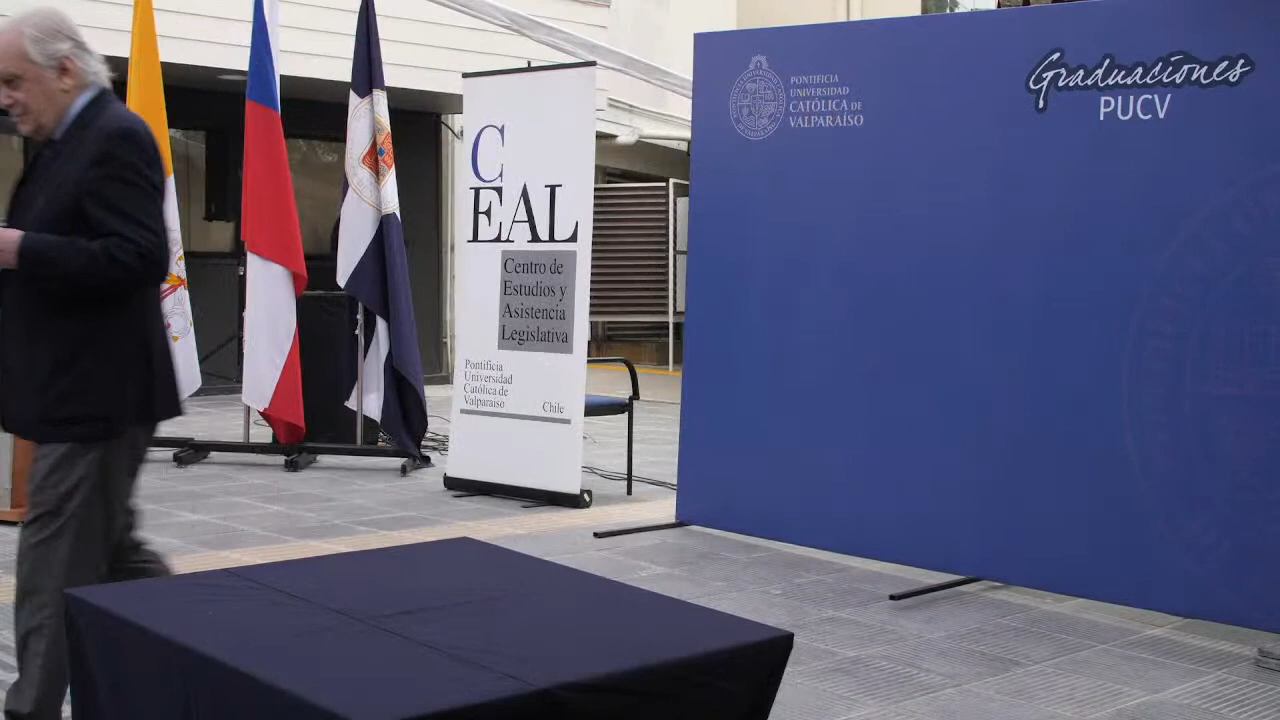 C
EAL
Centro de
Estudios y
Asistencia
Legislativa
Pontificia
Universidad
Católica de
Valparaíso
Chile
PONTIFICIA
UNIVERSIDAD
CATÓLICA DE
VALPARAÍSO
Graduaciones
PUCV